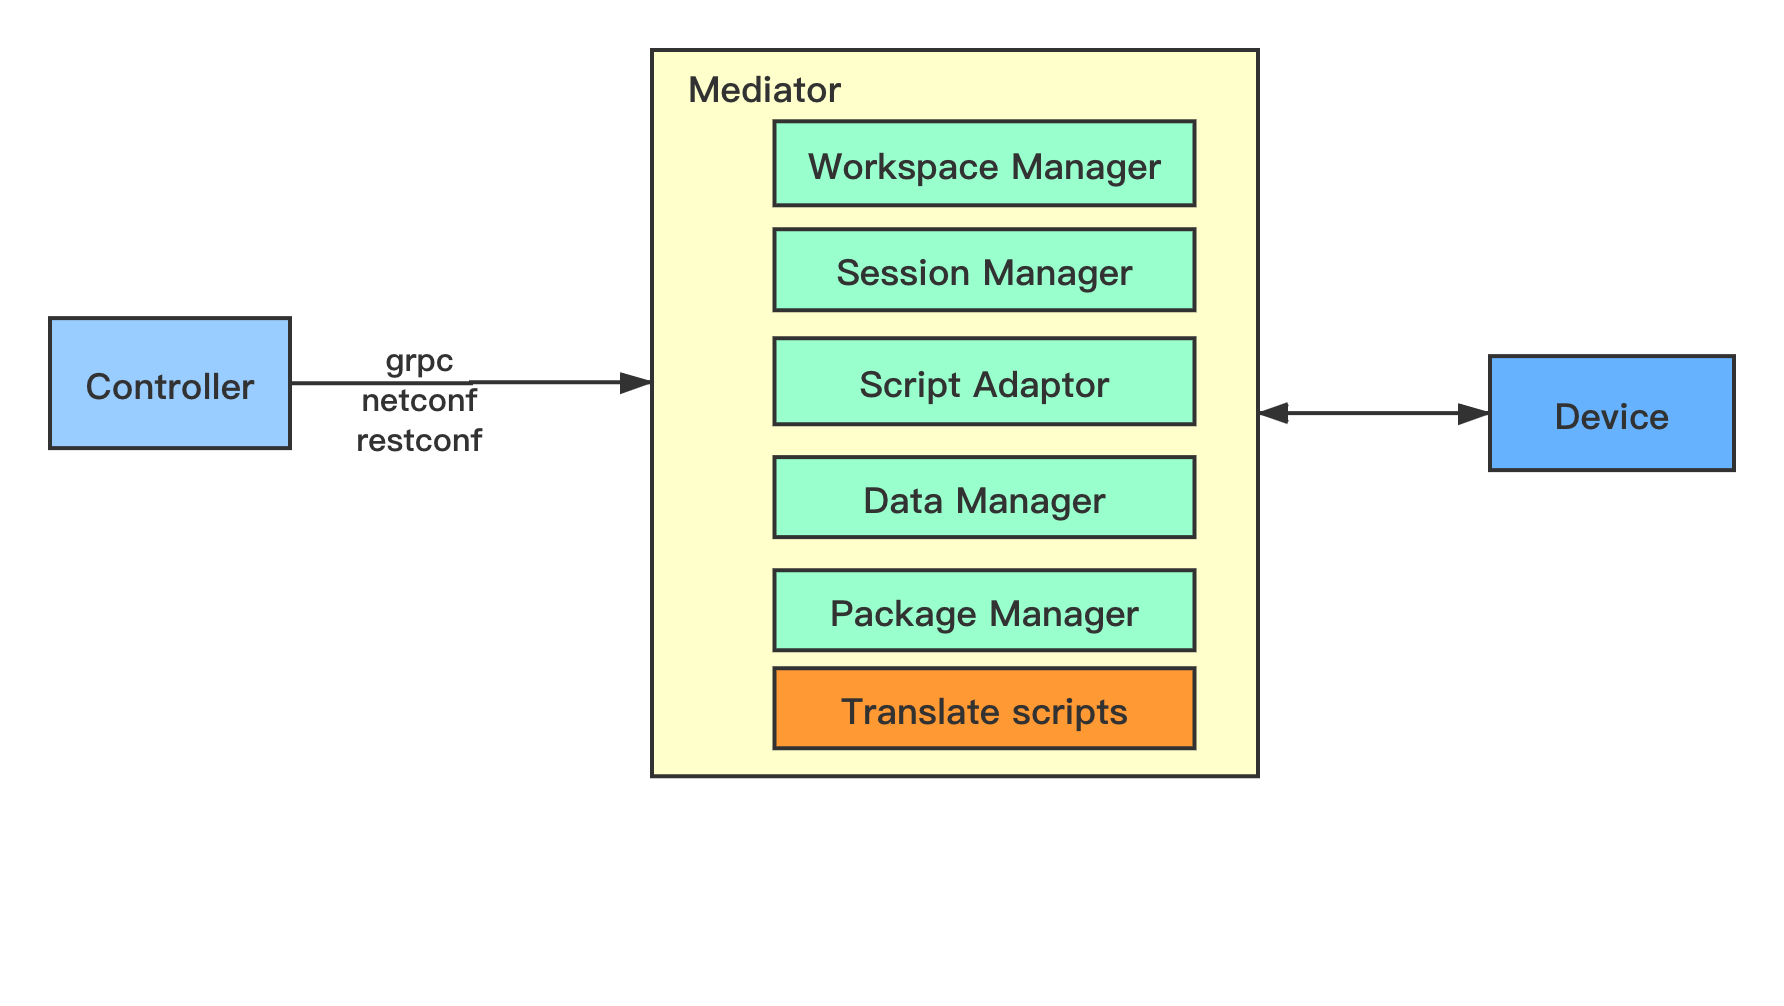 Mediator
Workspace Manager
Session Manager
Controller
grpc
netconf
restconf
Script Adaptor
Device
Data Manager
Package Manager
Translate scripts